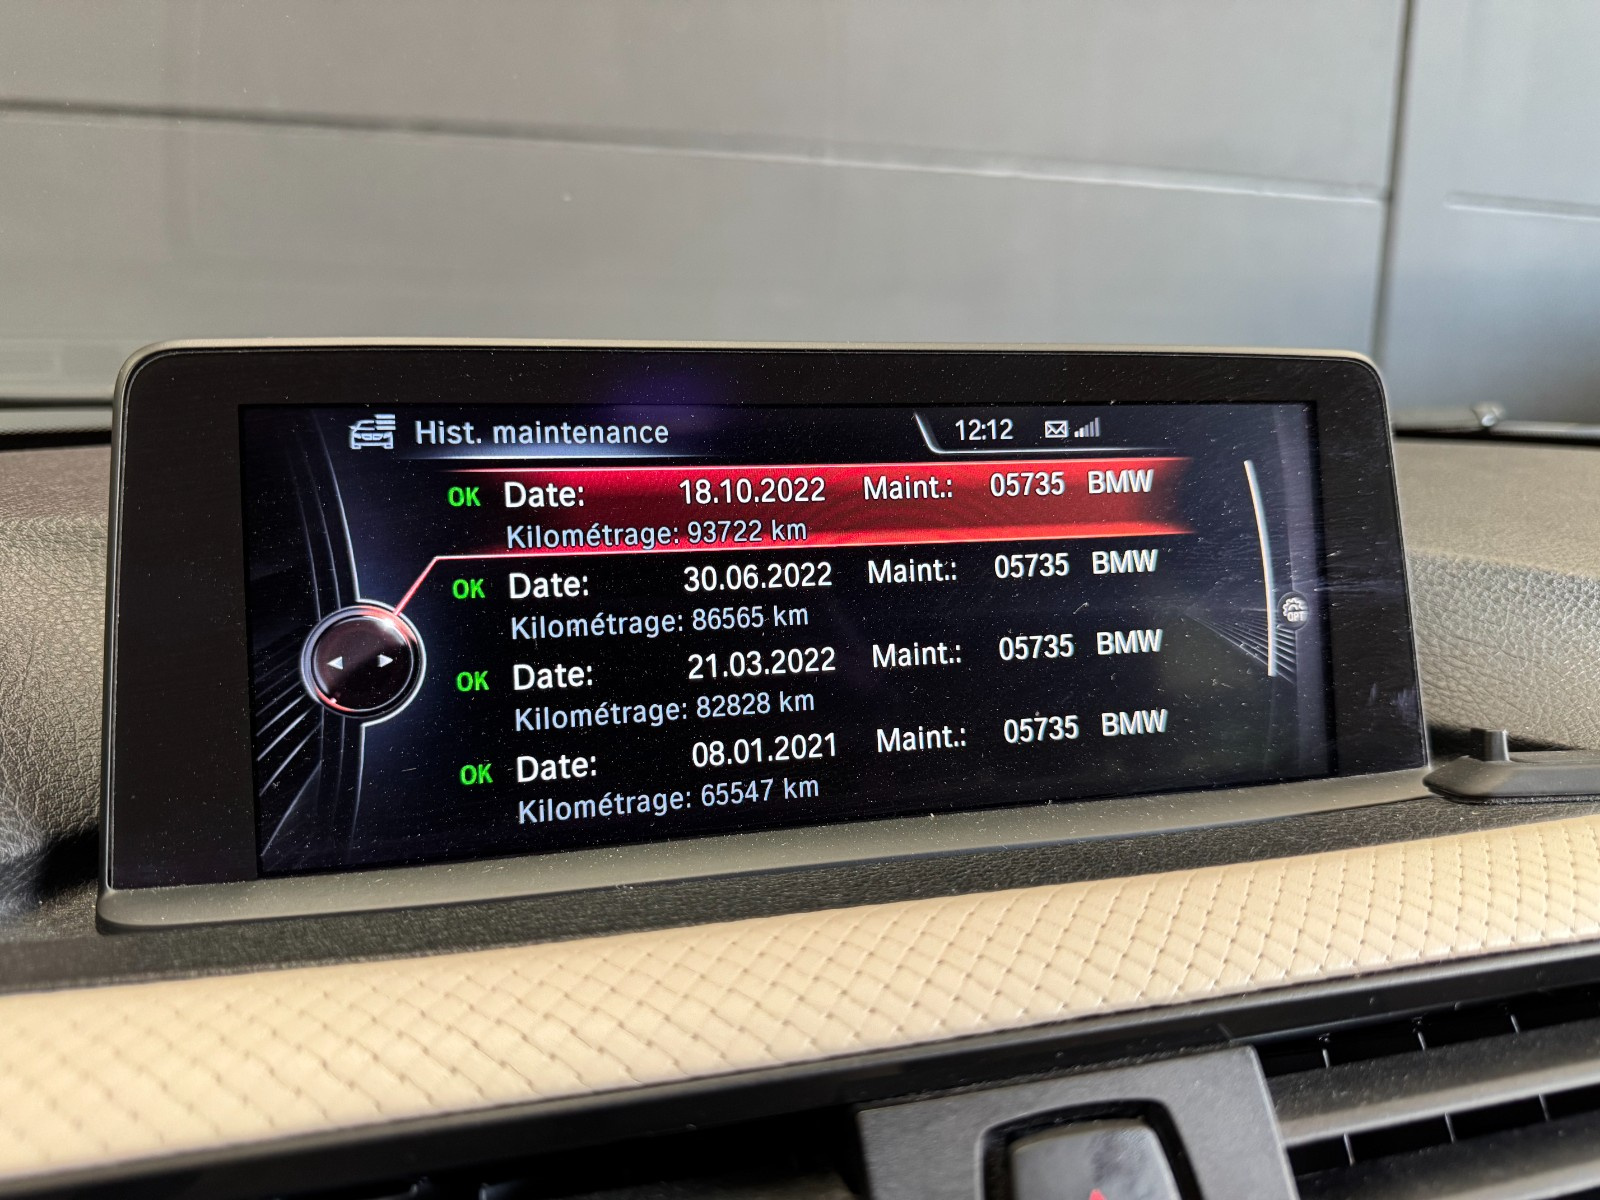 Hist. maintenance 12:12
OK Date: 18.10.2022 Maint.: 05735 BMW
Kilométrage: 93722 km
OK Date: 30.06.2022 Maint.: 05735 BMW
Kilométrage: 86565 km
OK Date: 21.03.2022 Maint.: 05735 BMW
Kilométrage: 82828 km
OK Date: 08.01.2021 Maint.: 05735 BMW
Kilométrage: 65547 km
OPT